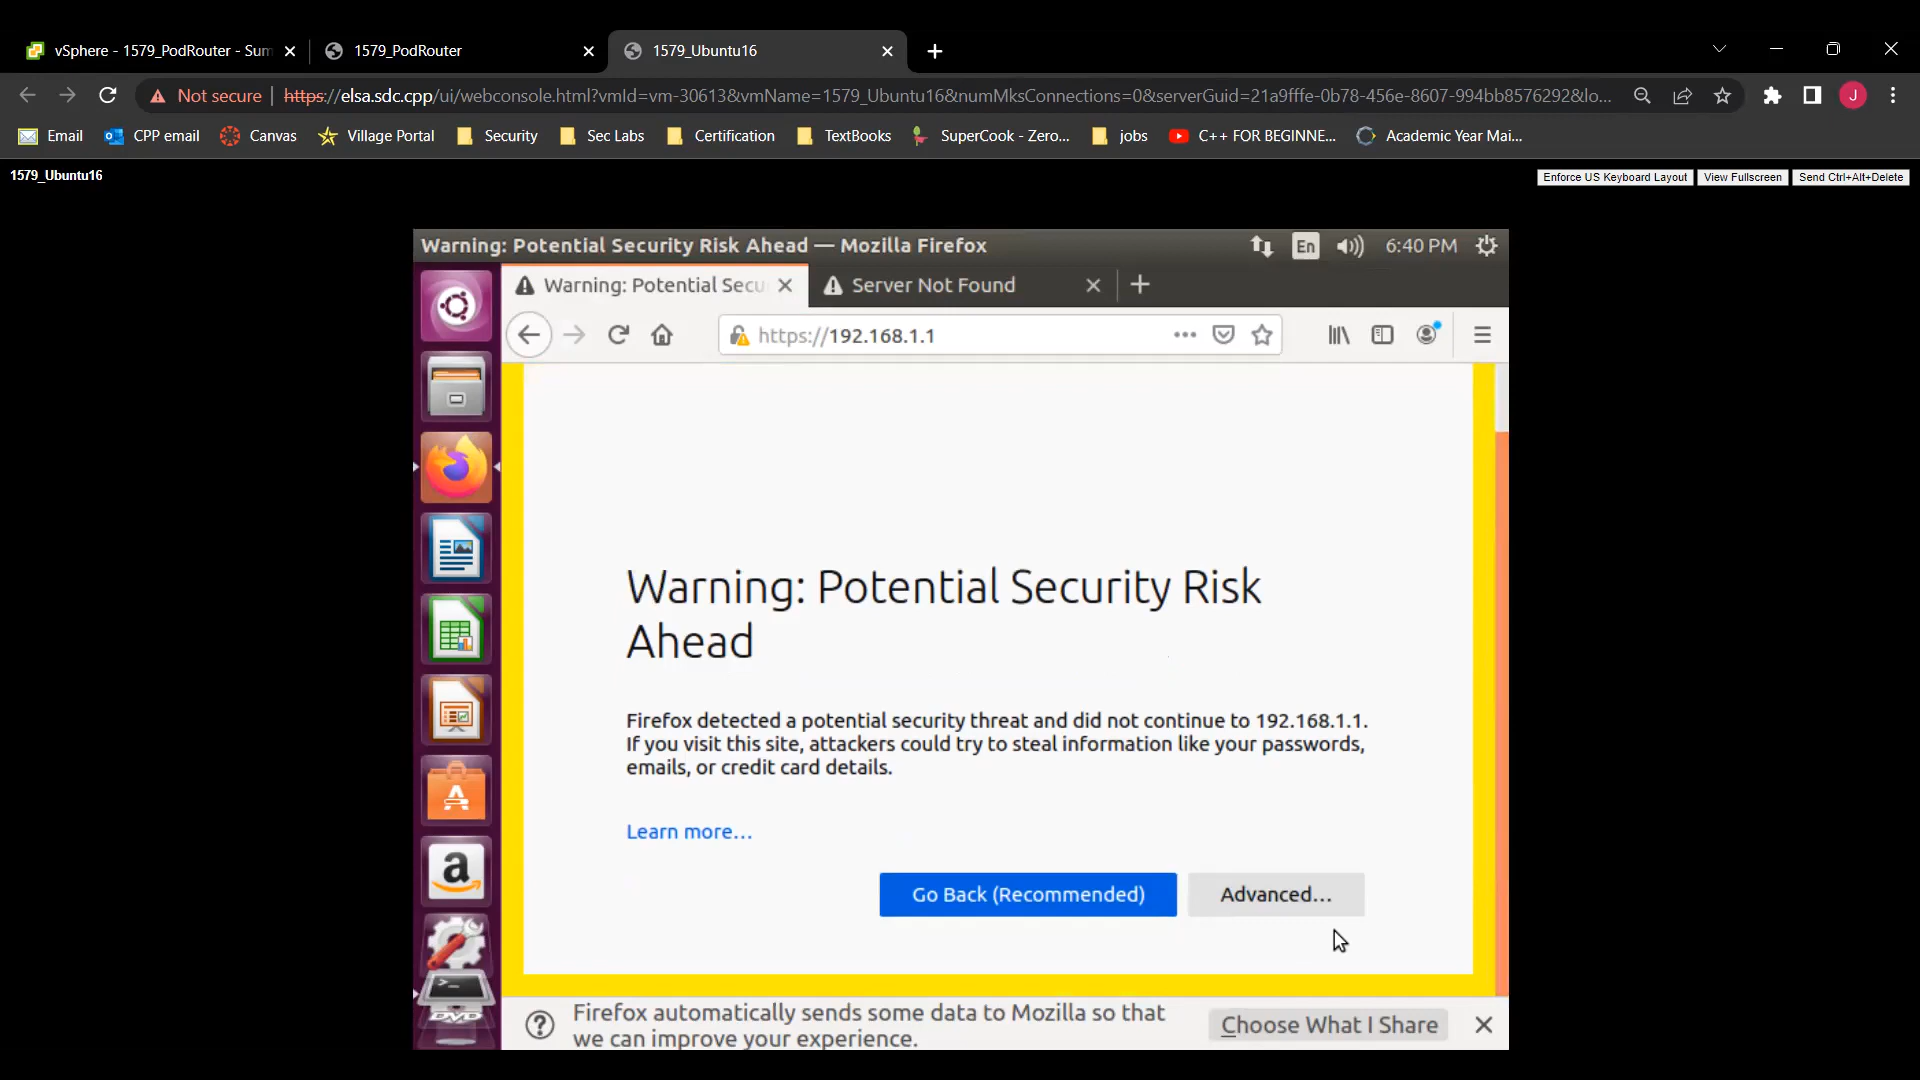 vSphere - 1579_PodRouter - Sum
1579_PodRouter
1579_Ubuntu16
Not secure
https://elsa.sdc.cpp/ui/webconsole.html?vmId=vm-30613&vmName=1579_Ubuntu16&numMksConnections=0&serverGuid=21a9fffe-0b78-456e-8607-994bb8576292&lo...
J
Email
CPP email
Canvas
Village Portal
Security
Sec Labs
Certification
TextBooks
SuperCook - Zero...
jobs
C++ FOR BEGINNE...
Academic Year Mai...
1579_Ubuntu16
Enforce US Keyboard Layout
View Fullscreen
Send Ctrl+Alt+Delete
Warning: Potential Security Risk Ahead — Mozilla Firefox
En
6:40 PM
Warning: Potential Secu
Server Not Found
https://192.168.1.1
Warning: Potential Security Risk
Ahead
Firefox detected a potential security threat and did not continue to 192.168.1.1.
If you visit this site, attackers could try to steal information like your passwords,
emails, or credit card details.
Learn more…
Go Back (Recommended)
Advanced…
a
DVD
Firefox automatically sends some data to Mozilla so that
we can improve your experience.
Choose What I Share